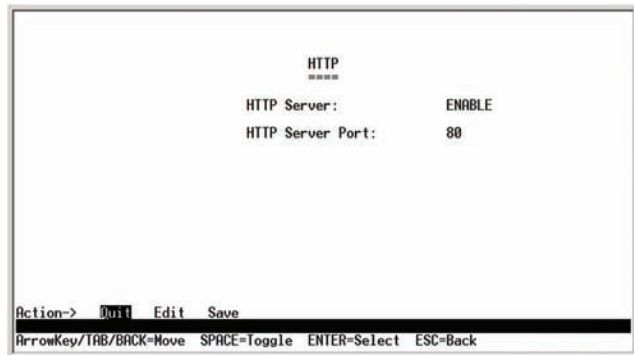 HTTP
====
HTTP Server: ENABLE
HTTP Server Port: 80
Action-> Quit Edit Save
ArrowKey/TAB/BACK=Move SPACE=Toggle ENTER=Select ESC=Back